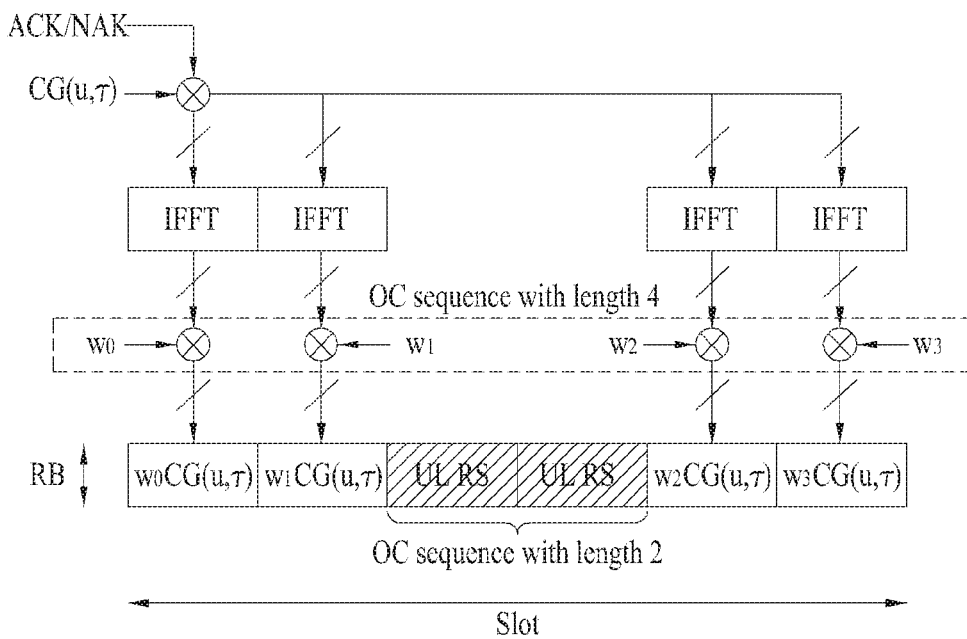 ACK/NAK
CG(u,τ)
IFFT IFFT IFFT IFFT
OC sequence with length 4
w0 w1 w2 w3
RB w0CG(u,τ) w1CG(u,τ) UL RS UL RS w2CG(u,τ) w3CG(u,τ)
OC sequence with length 2
Slot